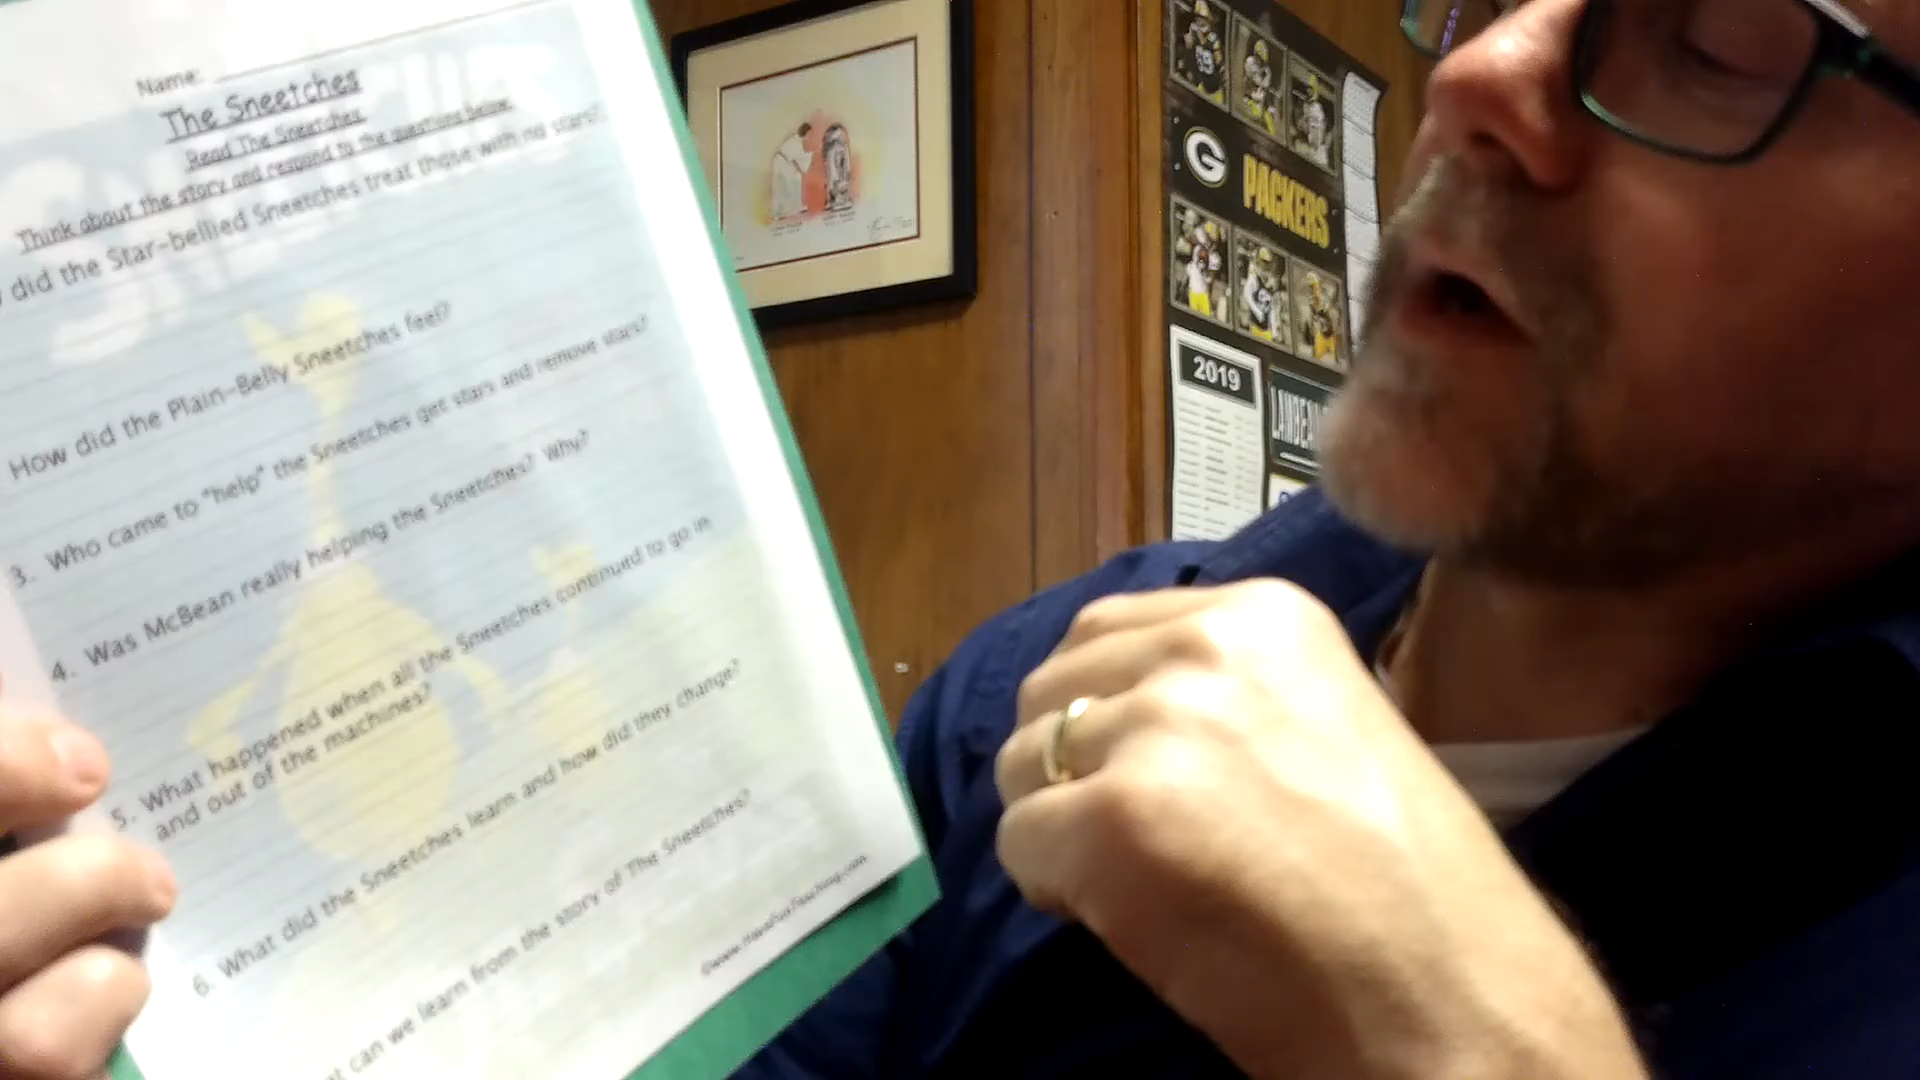 Name:
The Sneetches
Read The Sneetches.
Think about the story and respond to the questions below.
did the Star-bellied Sneetches treat those with no stars?
How did the Plain-Belly Sneetches feel?
3. Who came to "help" the Sneetches get stars and remove stars?
4. Was McBean really helping the Sneetches? Why?
5. What happened when all the Sneetches continued to go in
and out of the machines?
6. What did the Sneetches learn and how did they change?
can we learn from the story of The Sneetches?
©www.HaveFunTeaching.com
G
PACKERS
2019